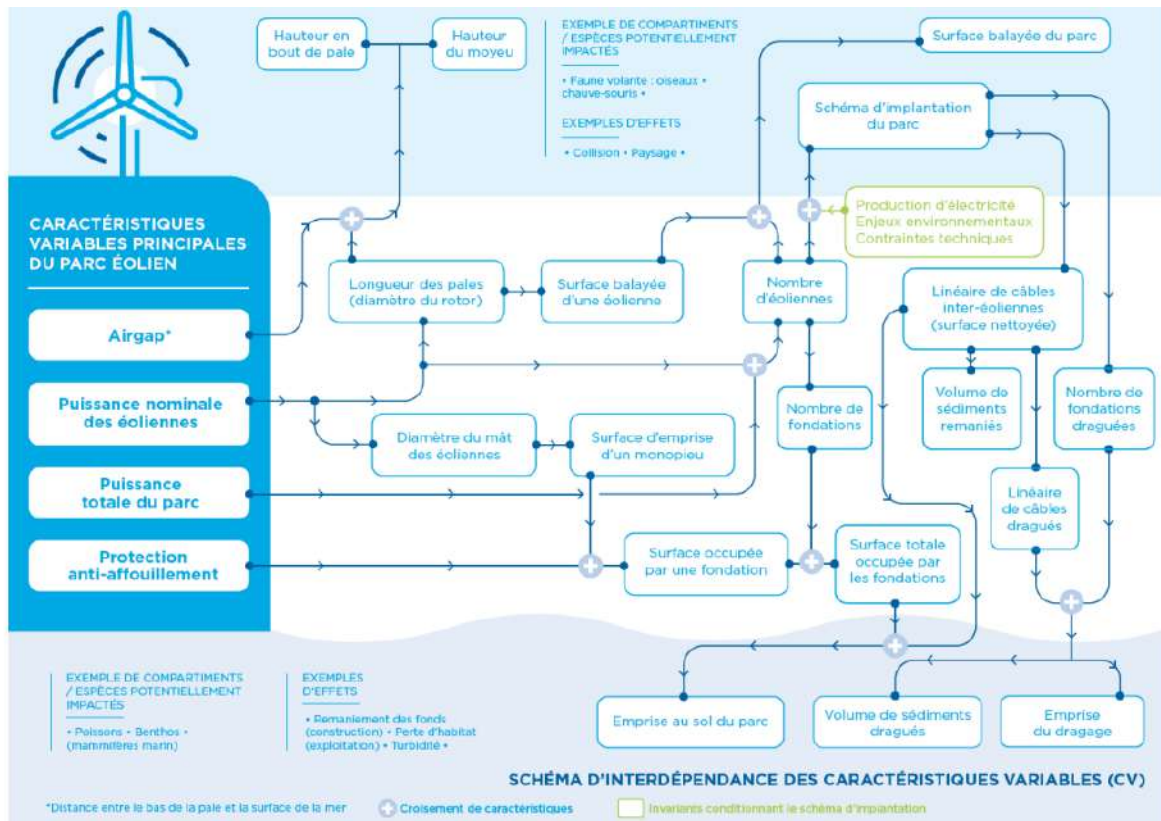 Hauteur en
bout de pale
Hauteur
du moyeu
EXEMPLE DE COMPARTIMENTS
/ ESPÈCES POTENTIELLEMENT
IMPACTÉS
• Faune volante : oiseaux •
chauve-souris •
EXEMPLES D'EFFETS
• Collision • Paysage •
Surface balayée du parc
Schéma d'implantation
du parc
Production d'électricité
Enjeux environnementaux
Contraintes techniques
CARACTÉRISTIQUES
VARIABLES PRINCIPALES
DU PARC ÉOLIEN
Airgap*
Puissance nominale
des éoliennes
Puissance
totale du parc
Protection
anti-affouillement
Longueur des pales
(diamètre du rotor)
Surface balayée
d'une éolienne
Nombre
d'éoliennes
Linéaire de câbles
inter-éoliennes
(surface nettoyée)
Diamètre du mât
des éoliennes
Surface d'emprise
d'un monopieu
Nombre de
fondations
Volume de
sédiments
remaniés
Nombre de
fondations
draguées
Linéaire
de câbles
dragués
Surface occupée
par une fondation
Surface totale
occupée par
les fondations
EXEMPLE DE COMPARTIMENTS
/ ESPÈCES POTENTIELLEMENT
IMPACTÉS
• Poissons • Benthos •
(mammifères marin)
EXEMPLES
D'EFFETS
• Remaniement des fonds
(construction) • Perte d'habitat
(exploitation) • Turbidité •
Emprise au sol du parc
Volume de sédiments
dragués
Emprise
du dragage
SCHÉMA D'INTERDÉPENDANCE DES CARACTÉRISTIQUES VARIABLES (CV)
*Distance entre le bas de la pale et la surface de la mer
Croisement de caractéristiques
Invariants conditionnant le schéma d'implantation